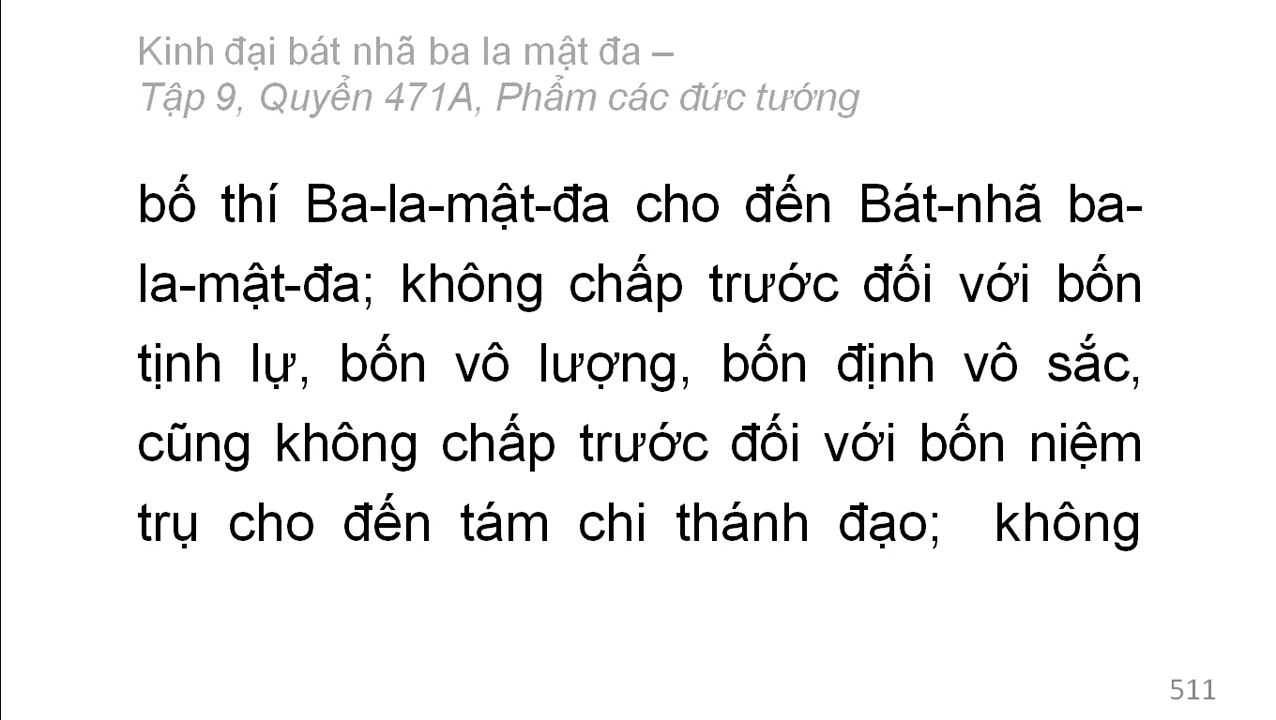 Kinh đại bát nhã ba la mật đa –
Tập 9, Quyển 471A, Phẩm các đức tướng
bố thí Ba-la-mật-đa cho đến Bát-nhã ba-
la-mật-đa; không chấp trước đối với bốn
tịnh lự, bốn vô lượng, bốn định vô sắc,
cũng không chấp trước đối với bốn niệm
trụ cho đến tám chi thánh đạo;  không
511